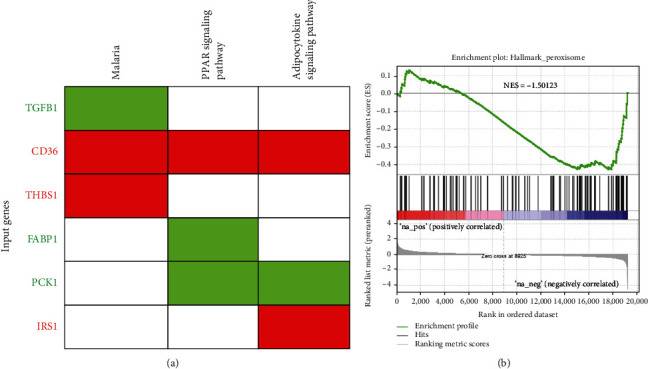 Malaria
PPAR signaling
pathway
Adipocytokine
signaling pathway
Input genes
TGFB1
CD36
THBS1
FABP1
PCK1
IRS1
(a)
Enrichment plot: Hallmark_peroxisome
NES = −1.50123
Enrichment score (ES)
0.1
0.0
−0.1
−0.2
−0.3
−0.4
'na_pos' (positively correlated)
Ranked list metric (preranked)
4
2
0
−2
−4
Zero cross at 8925
'na_neg' (negatively correlated)
0 2,000 4,000 6,000 8,000 10,000 12,000 14,000 16,000 18,000 20,000
Rank in ordered dataset
Enrichment profile
Hits
Ranking metric scores
(b)